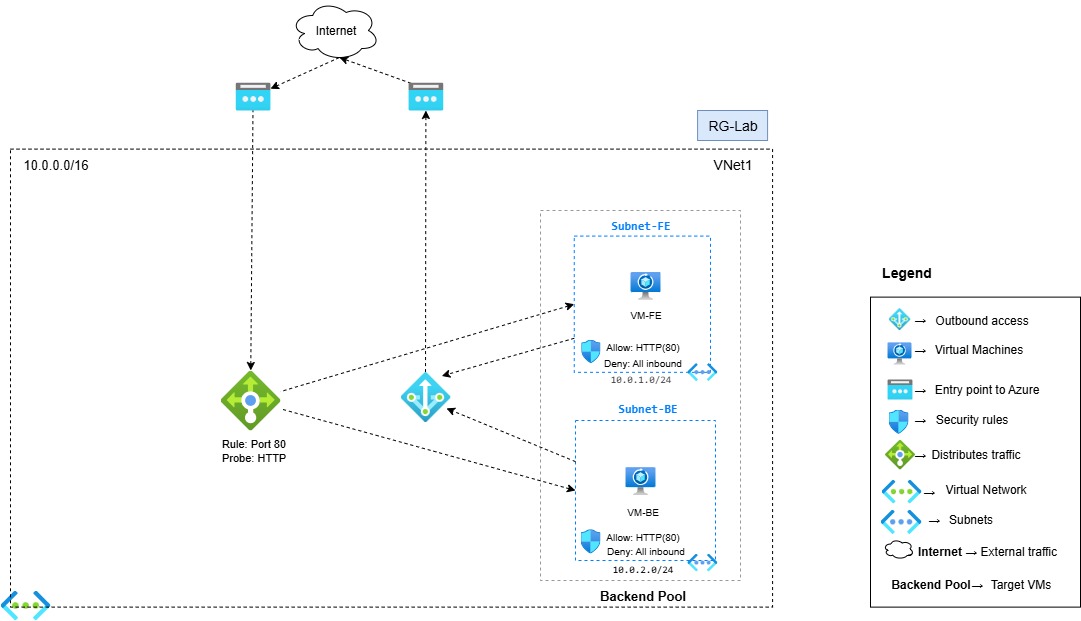 Internet
RG-Lab
10.0.0.0/16
VNet1
Subnet-FE
VM-FE
Allow: HTTP(80)
Deny: All inbound
10.0.1.0/24
Rule: Port 80
Probe: HTTP
Subnet-BE
VM-BE
Allow: HTTP(80)
Deny: All inbound
10.0.2.0/24
Backend Pool
Legend
Outbound access
Virtual Machines
Entry point to Azure
Security rules
Distributes traffic
Virtual Network
Subnets
Internet → External traffic
Backend Pool → Target VMs